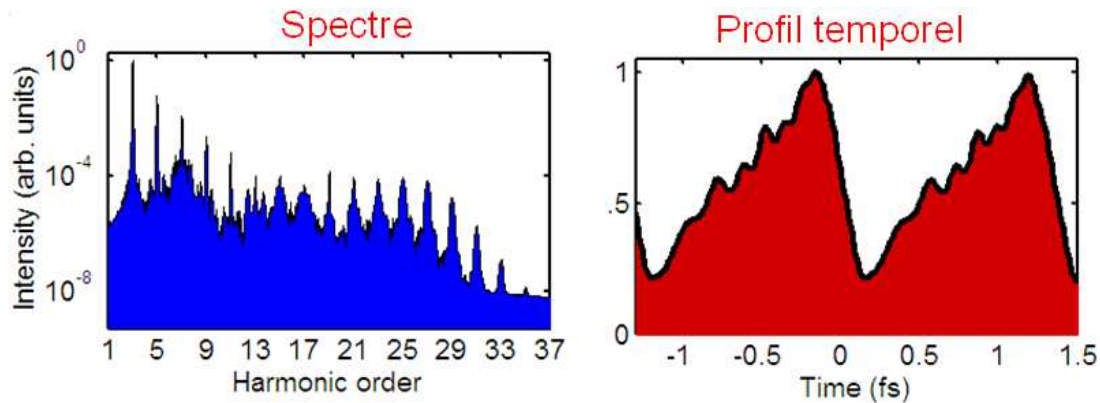 Spectre
Intensity (arb. units)
10^0
10^-4
10^-8
1 5 9 13 17 21 25 29 33 37
Harmonic order
Profil temporel
1
.5
0
-1 -0.5 0 0.5 1 1.5
Time (fs)